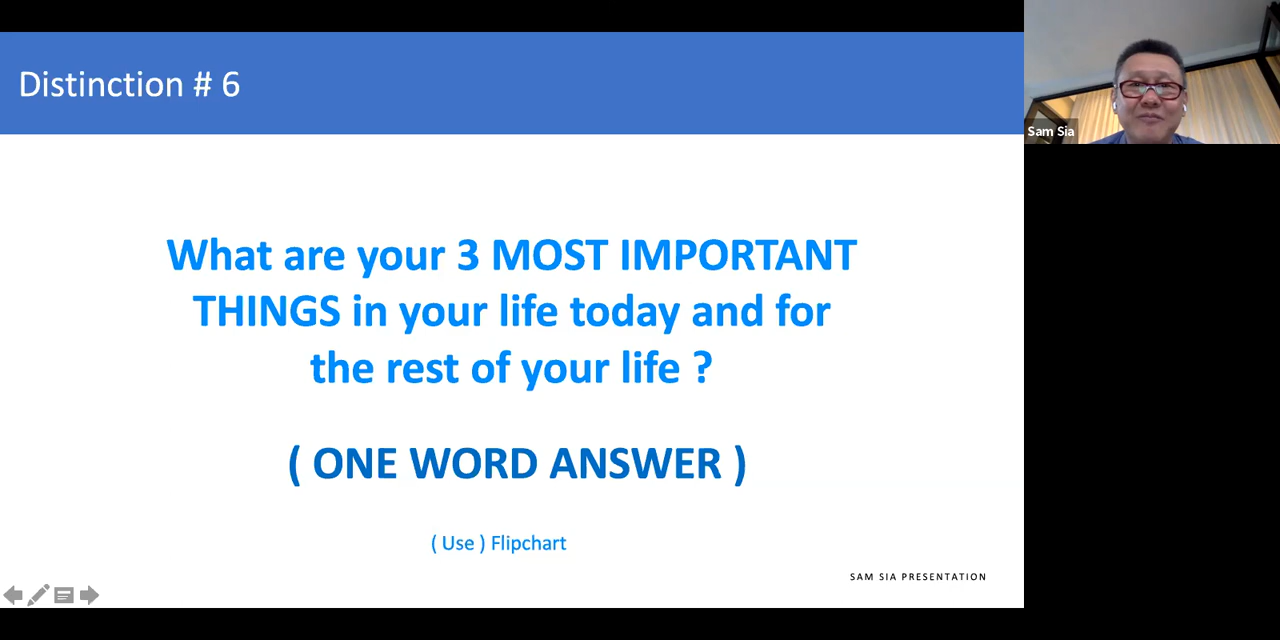 Distinction # 6
Sam Sia
What are your 3 MOST IMPORTANT
THINGS in your life today and for
the rest of your life ?
( ONE WORD ANSWER )
( Use ) Flipchart
SAM SIA PRESENTATION